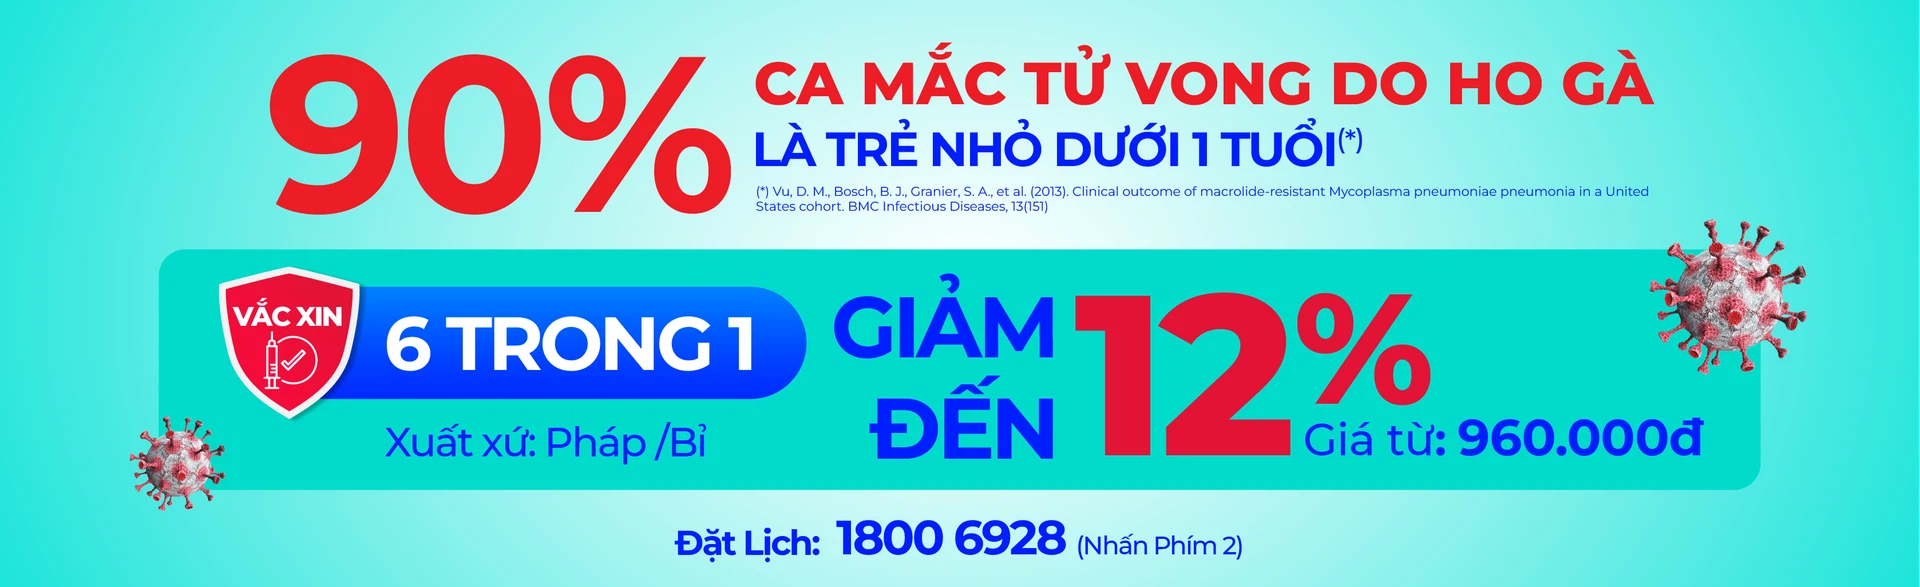 90%
CA MẮC TỬ VONG DO HO GÀ
LÀ TRẺ NHỎ DƯỚI 1 TUỔI(*)
(*) Vu, D. M., Bosch, B. J., Granier, S. A., et al. (2013). Clinical outcome of macrolide-resistant Mycoplasma pneumoniae pneumonia in a United
States cohort. BMC Infectious Diseases, 13(151)
VẮC XIN
6 TRONG 1
Xuất xứ: Pháp /Bỉ
GIẢM
ĐẾN
12%
Giá từ: 960.000đ
Đặt Lịch: 1800 6928 (Nhấn Phím 2)